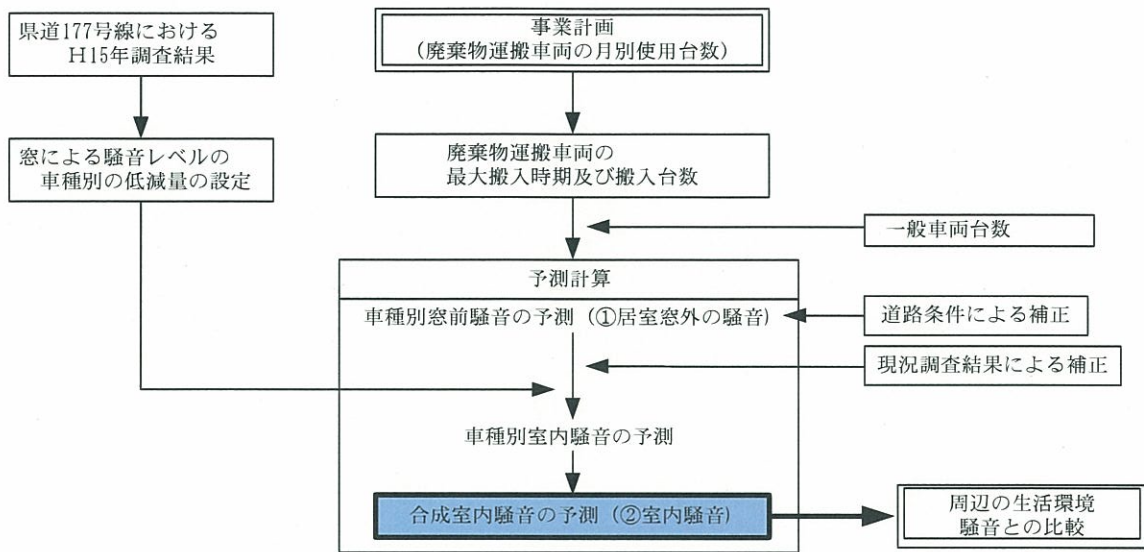 県道177号線における
H15年調査結果
事業計画
(廃棄物運搬車両の月別使用台数)
窓による騒音レベルの
車種別の低減量の設定
廃棄物運搬車両の
最大搬入時期及び搬入台数
一般車両台数
予測計算
車種別窓前騒音の予測 (①居室窓外の騒音)
道路条件による補正
現況調査結果による補正
車種別室内騒音の予測
合成室内騒音の予測 (②室内騒音)
周辺の生活環境
騒音との比較